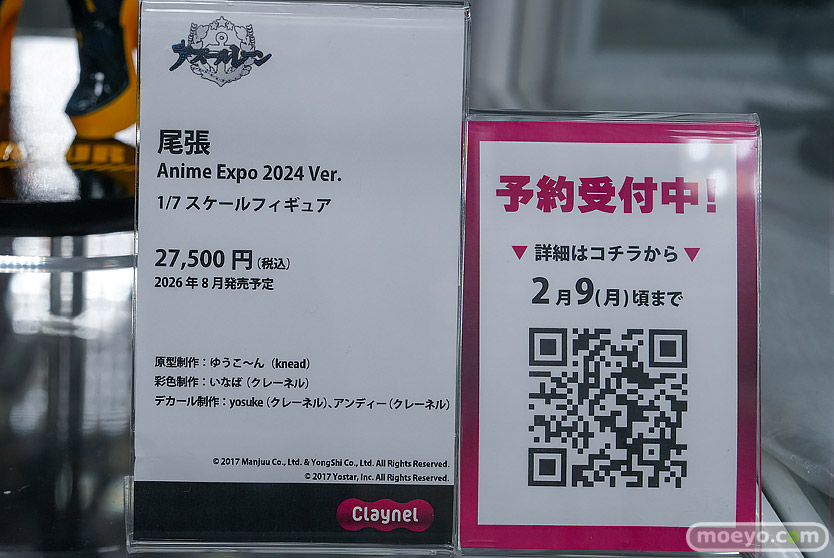 アズールレーン
尾張
Anime Expo 2024 Ver.
1/7 スケールフィギュア
27,500 円(税込)
2026 年 8 月発売予定
原型制作：ゆうこ〜ん（knead）
彩色制作：いなば（クレーネル）
デカール制作：yosuke（クレーネル）、アンディー（クレーネル）
© 2017 Manjuu Co., Ltd. & YongShi Co., Ltd. All Rights Reserved.
© 2017 Yostar, Inc. All Rights Reserved.
Claynel
予約受付中！
▼ 詳細はコチラから ▼
2月9(月)頃まで
moeyo.com